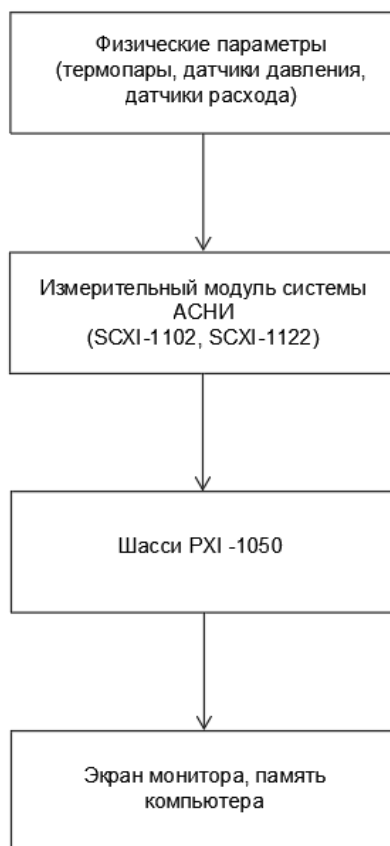 Физические параметры
(термопары, датчики давления,
датчики расхода)
Измерительный модуль системы
АСНИ
(SCXI-1102, SCXI-1122)
Шасси PXI -1050
Экран монитора, память
компьютера